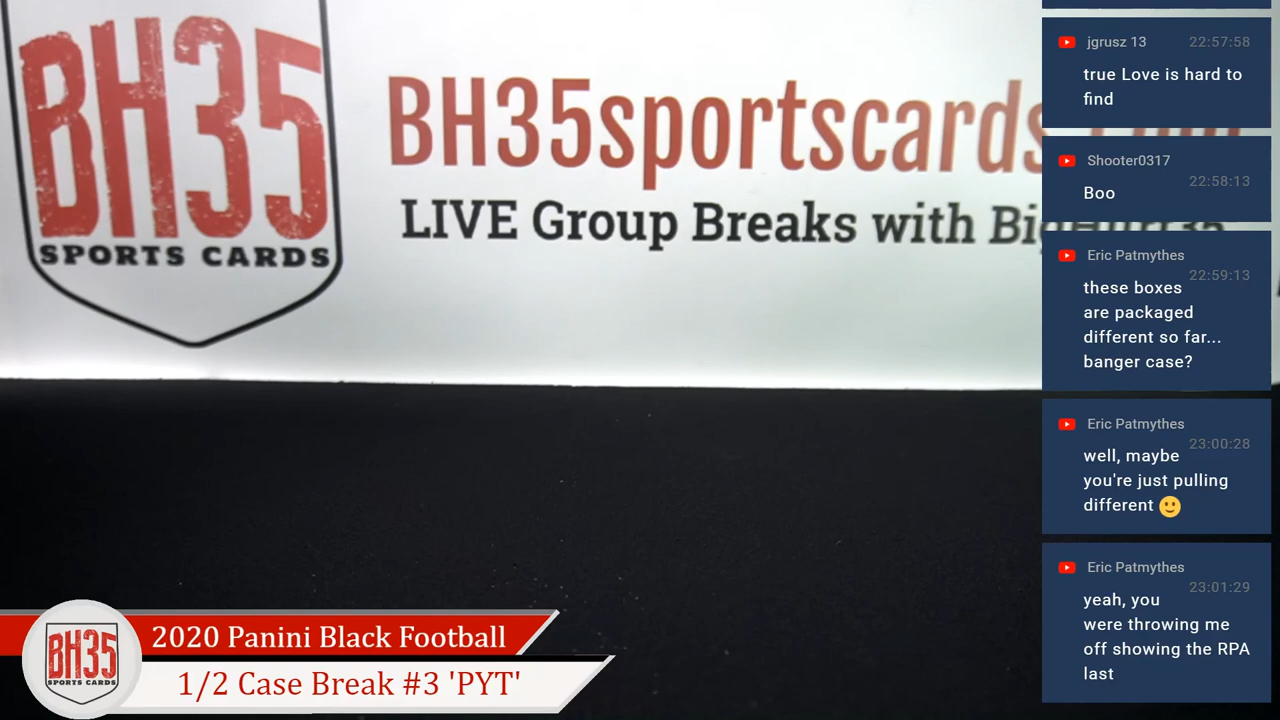 BH35
SPORTS CARDS
BH35sportscards
LIVE Group Breaks with
jgrusz 13 22:57:58
true Love is hard to
find
Shooter0317
22:58:13
Boo
Eric Patmythes
22:59:13
these boxes
are packaged
different so far...
banger case?
Eric Patmythes
23:00:28
well, maybe
you're just pulling
different 🙂
Eric Patmythes
23:01:29
yeah, you
were throwing me
off showing the RPA
last
BH35
SPORTS CARDS
2020 Panini Black Football
1/2 Case Break #3 'PYT'